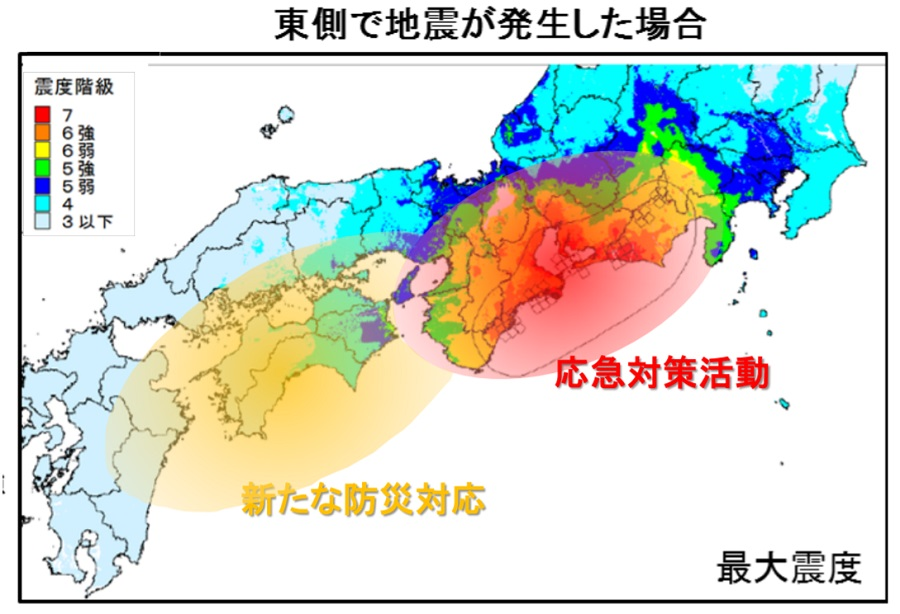 東側で地震が発生した場合
震度階級
7
6強
6弱
5強
5弱
4
3以下
応急対策活動
新たな防災対応
最大震度